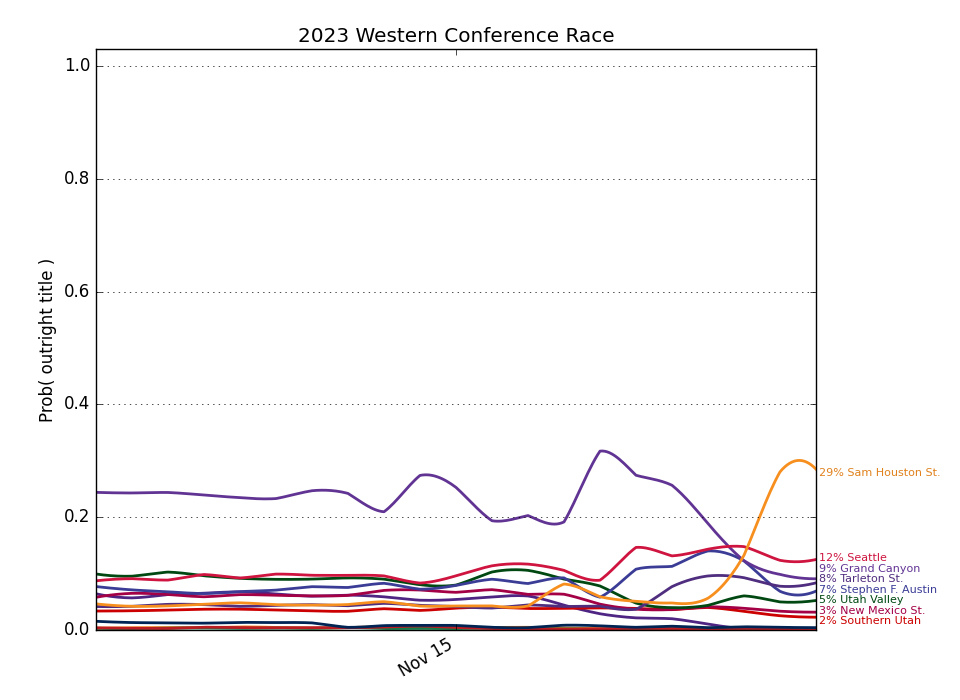 2023 Western Conference Race
Prob( outright title )
1.0
0.8
0.6
0.4
0.2
0.0
Nov 15
29% Sam Houston St.
12% Seattle
9% Grand Canyon
8% Tarleton St.
7% Stephen F. Austin
5% Utah Valley
3% New Mexico St.
2% Southern Utah